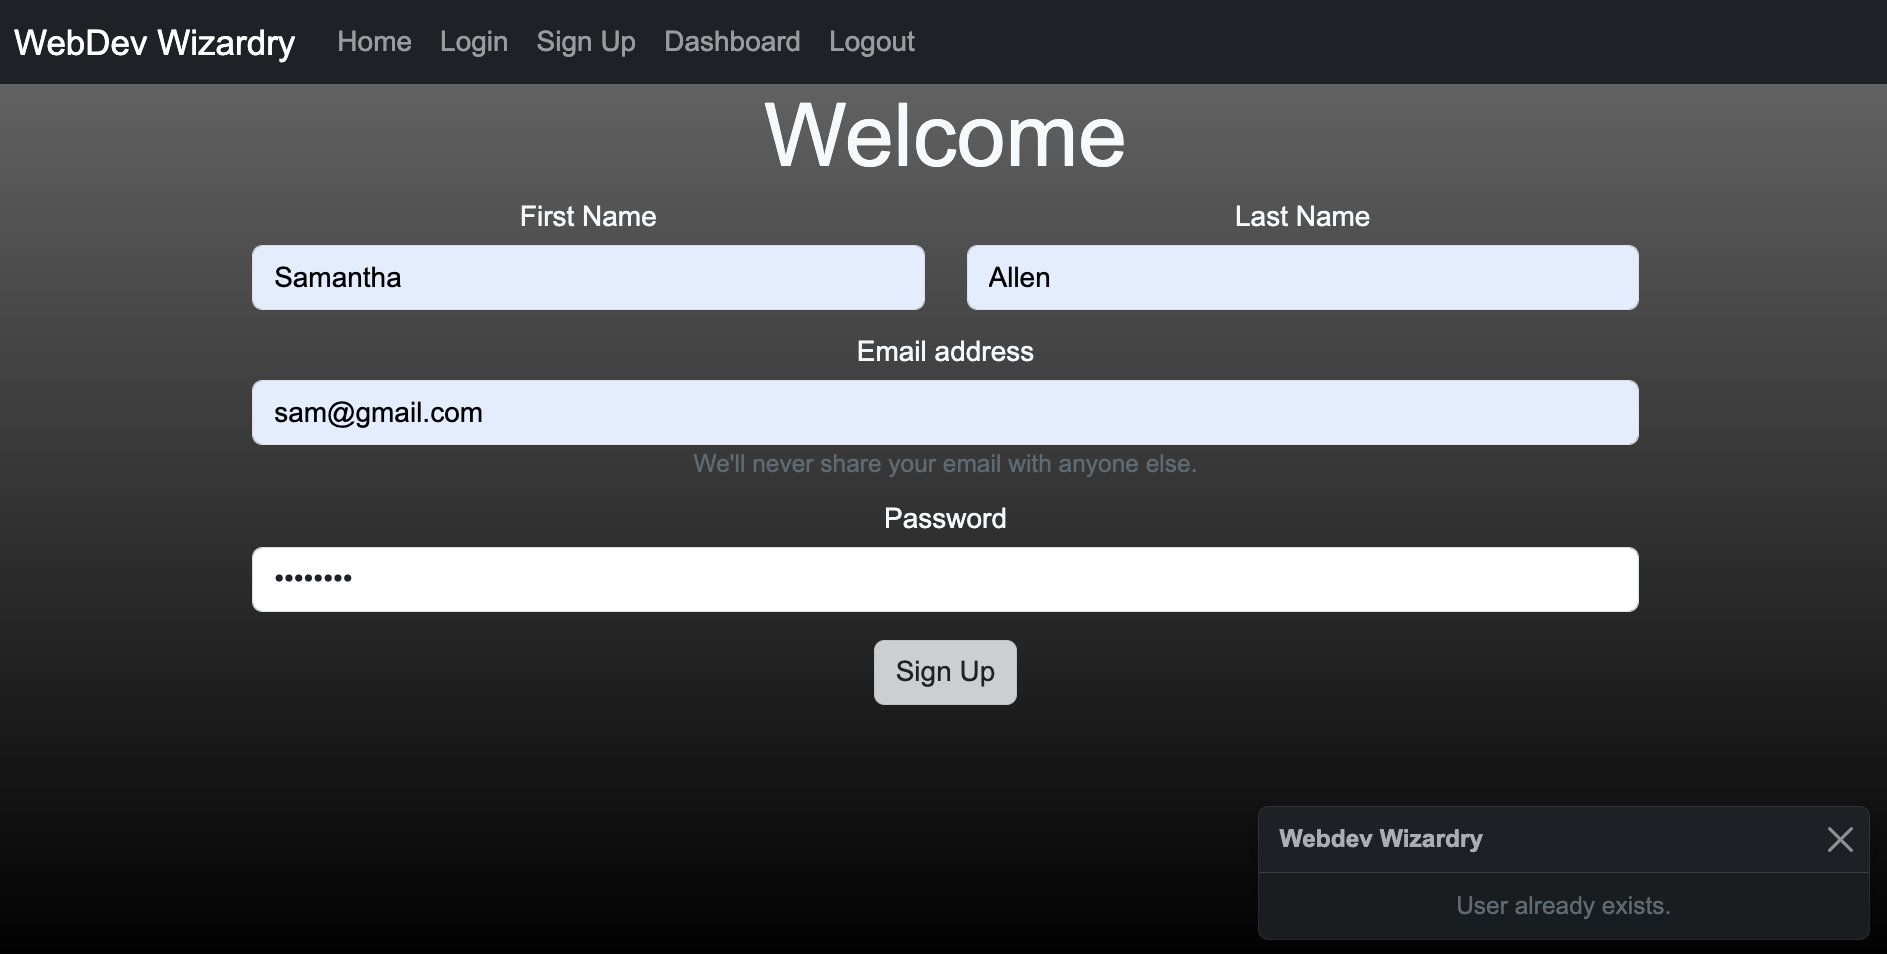 WebDev Wizardry Home Login Sign Up Dashboard Logout
Welcome
First Name Last Name
Samantha Allen
Email address
sam@gmail.com
We'll never share your email with anyone else.
Password
••••••••
Sign Up
Webdev Wizardry
User already exists.